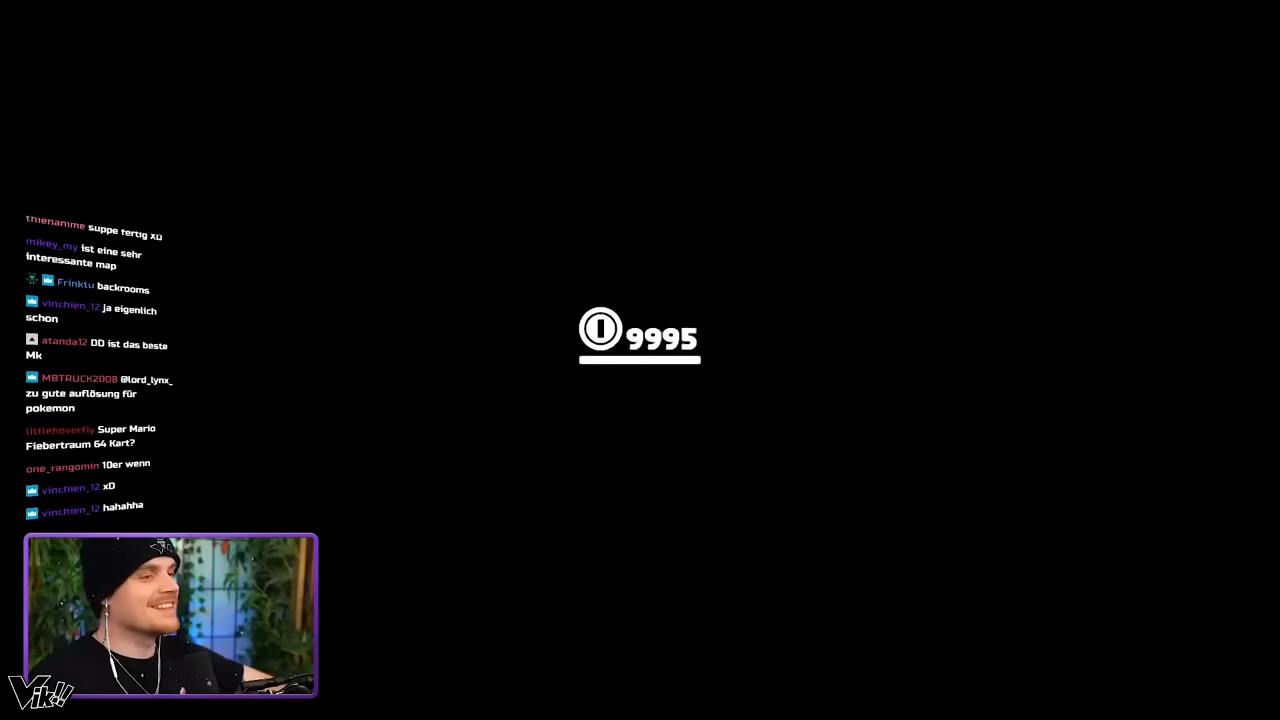 thienanime suppe fertig XD
mikey_my ist eine sehr
interessante map
Frinktu backrooms
vinchien_12 ja eigenlich
schon
atanda12 DD ist das beste
Mk
MBTRUCK2008 @lord_lynx_
zu gute auflösung für
pokemon
littlehoverfly Super Mario
Fiebertraum 64 Kart?
one_rangomin 10er wenn
vinchien_12 xD
vinchien_12 hahahha
9995
Vik!!